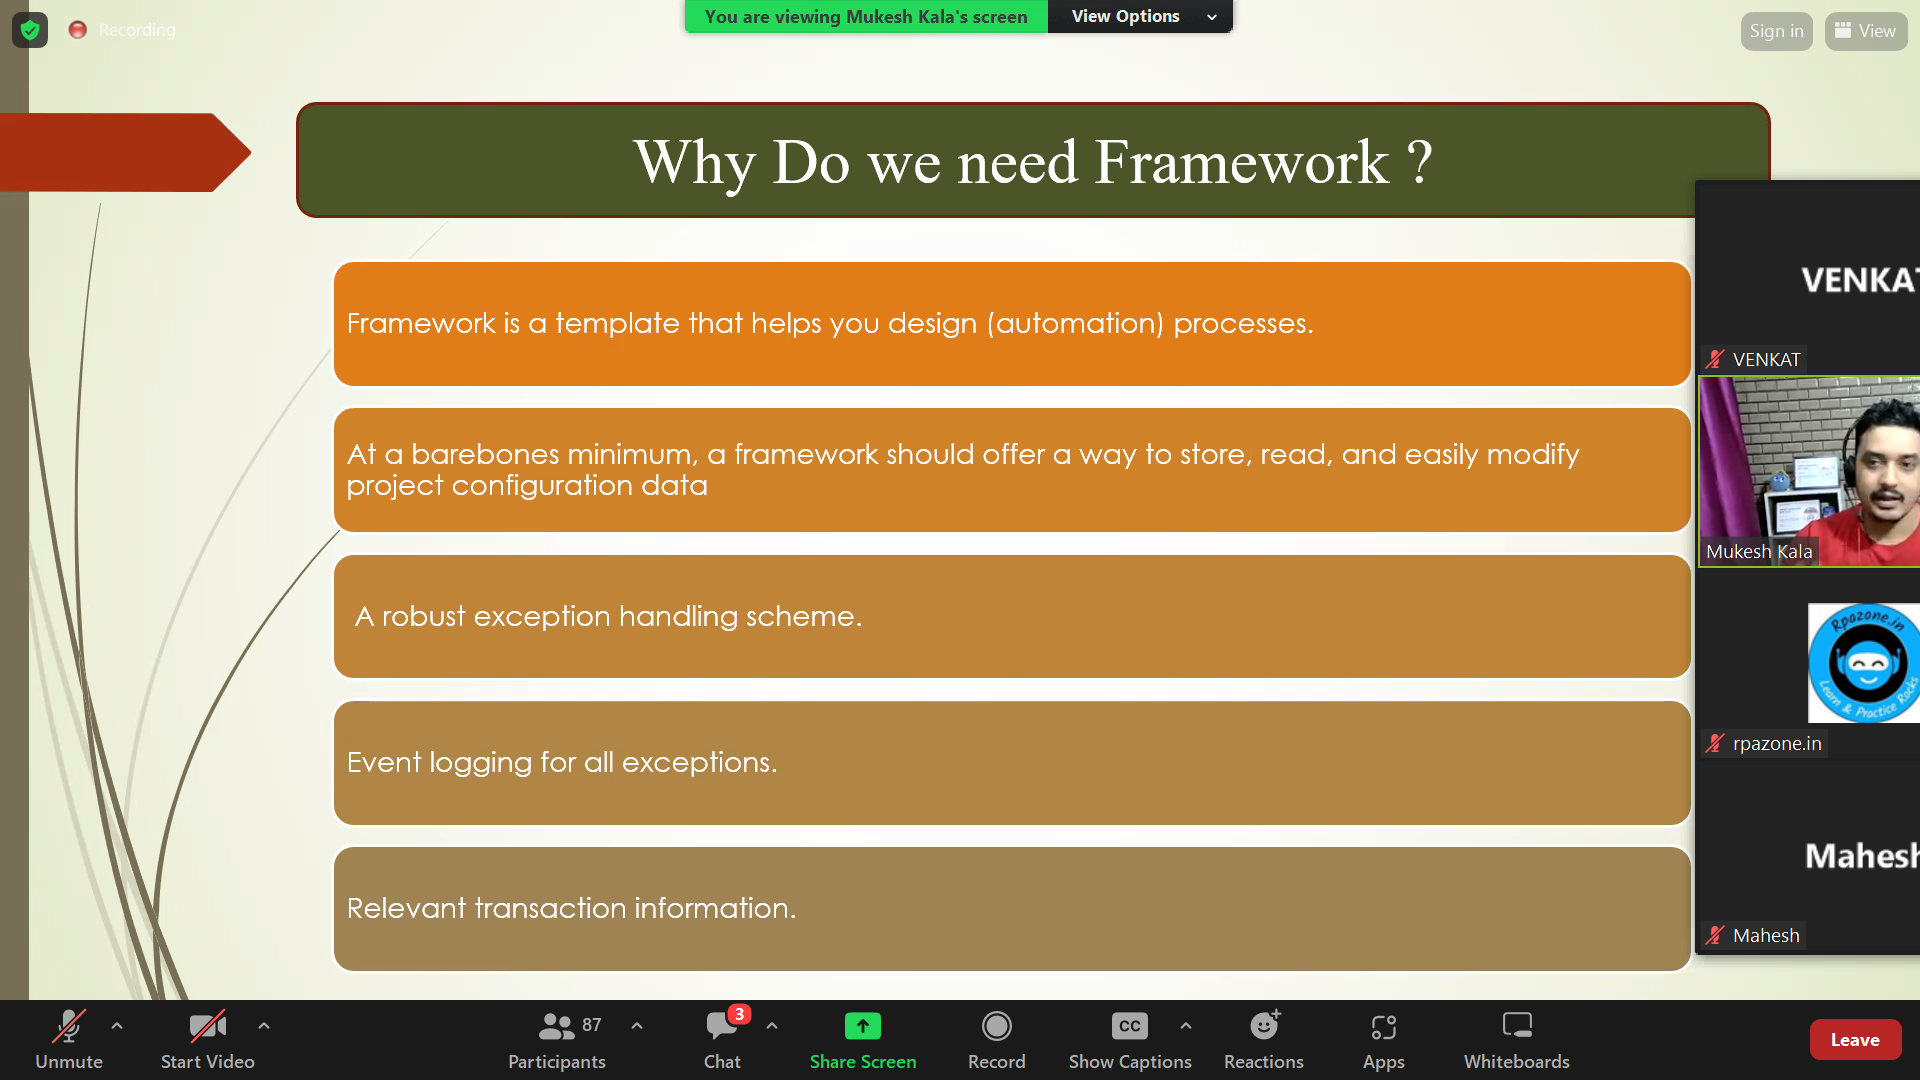 Recording
You are viewing Mukesh Kala's screen
View Options
Sign in
View
Why Do we need Framework ?
Framework is a template that helps you design (automation) processes.
At a barebones minimum, a framework should offer a way to store, read, and easily modify
project configuration data
A robust exception handling scheme.
Event logging for all exceptions.
Relevant transaction information.
VENKAT
VENKAT
Mukesh Kala
Rpazone.in
Learn & Practice Rocks
rpazone.in
Mahesh
Mahesh
Unmute
Start Video
87
Participants
3
Chat
Share Screen
Record
CC
Show Captions
Reactions
Apps
Whiteboards
Leave